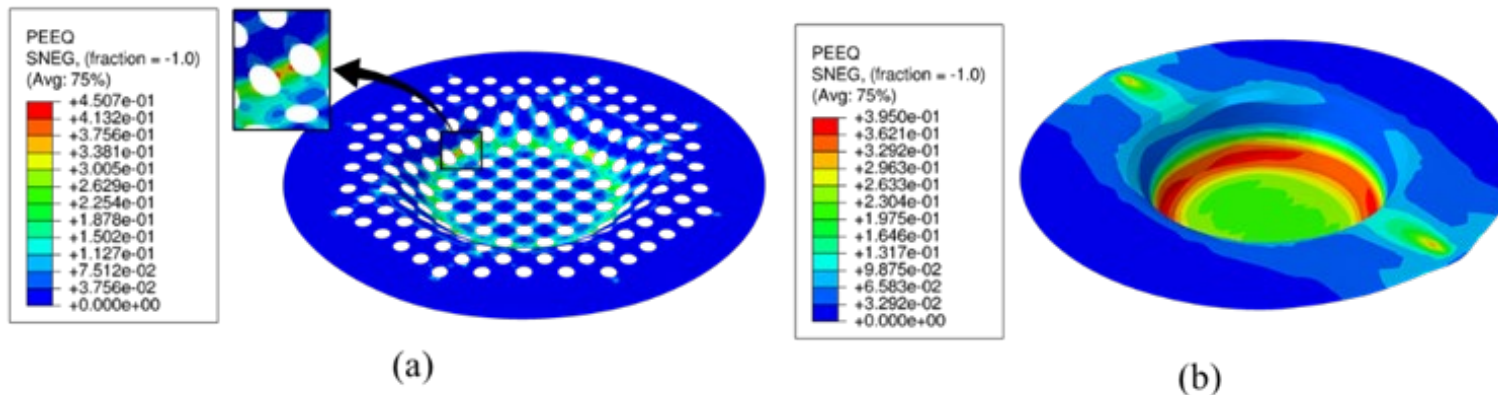 PEEQ
SNEG, (fraction = -1.0)
(Avg: 75%)
+4.507e-01
+4.132e-01
+3.756e-01
+3.381e-01
+3.005e-01
+2.629e-01
+2.254e-01
+1.878e-01
+1.502e-01
+1.127e-01
+7.512e-02
+3.756e-02
+0.000e+00
(a)
PEEQ
SNEG, (fraction = -1.0)
(Avg: 75%)
+3.950e-01
+3.621e-01
+3.292e-01
+2.963e-01
+2.633e-01
+2.304e-01
+1.975e-01
+1.646e-01
+1.317e-01
+9.875e-02
+6.583e-02
+3.292e-02
+0.000e+00
(b)